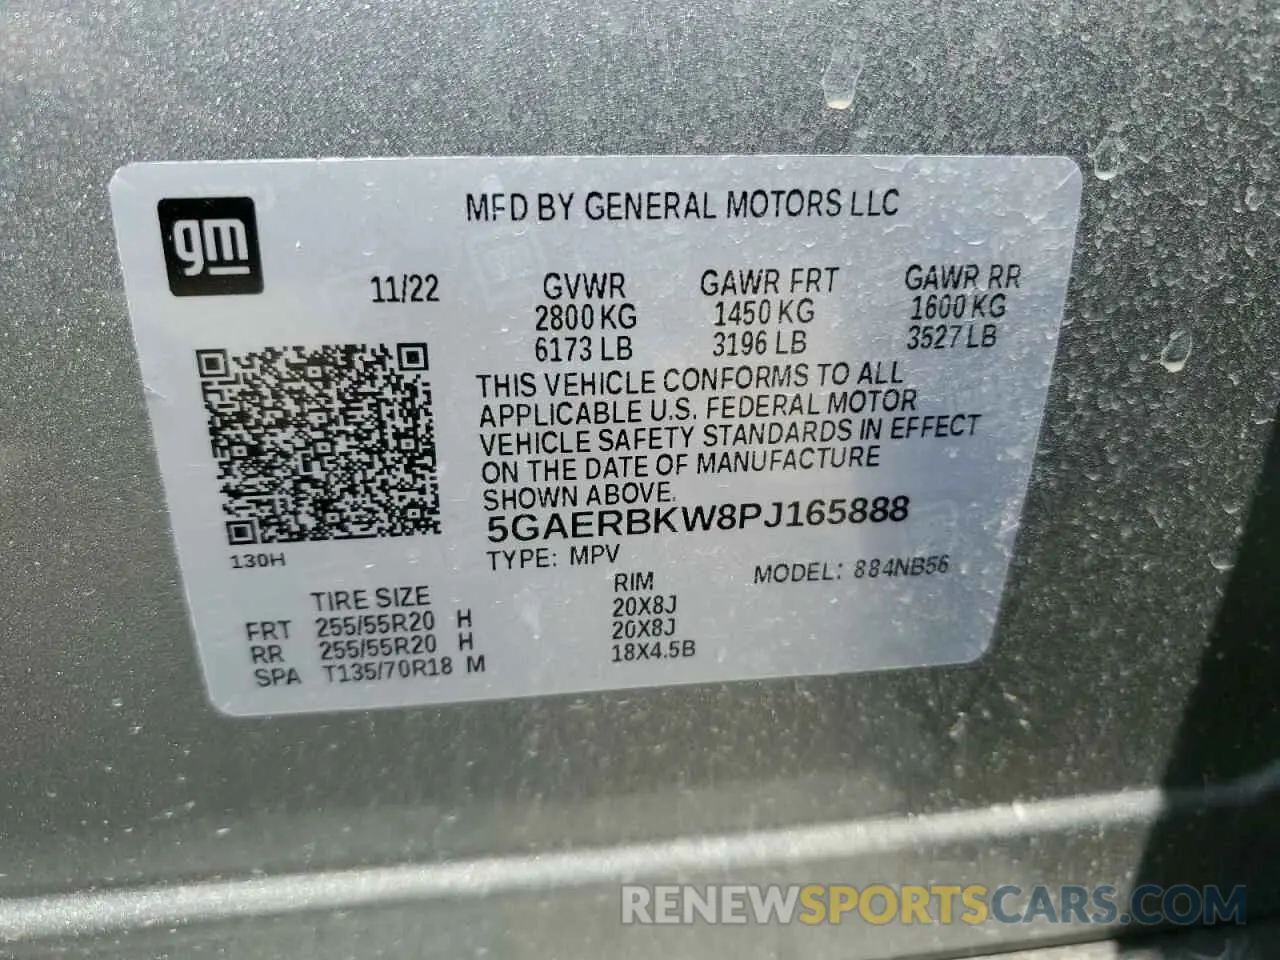 MFD BY GENERAL MOTORS LLC
gm
11/22
GVWR GAWR FRT GAWR RR
2800 KG 1450 KG 1600 KG
6173 LB 3196 LB 3527 LB
THIS VEHICLE CONFORMS TO ALL
APPLICABLE U.S. FEDERAL MOTOR
VEHICLE SAFETY STANDARDS IN EFFECT
ON THE DATE OF MANUFACTURE
SHOWN ABOVE.
5GAERBKW8PJ165888
130H
TYPE: MPV MODEL: 884NB56
TIRE SIZE RIM
FRT 255/55R20 H 20X8J
RR 255/55R20 H 20X8J
SPA T135/70R18 M 18X4.5B
RENEWSPORTSCARS.COM